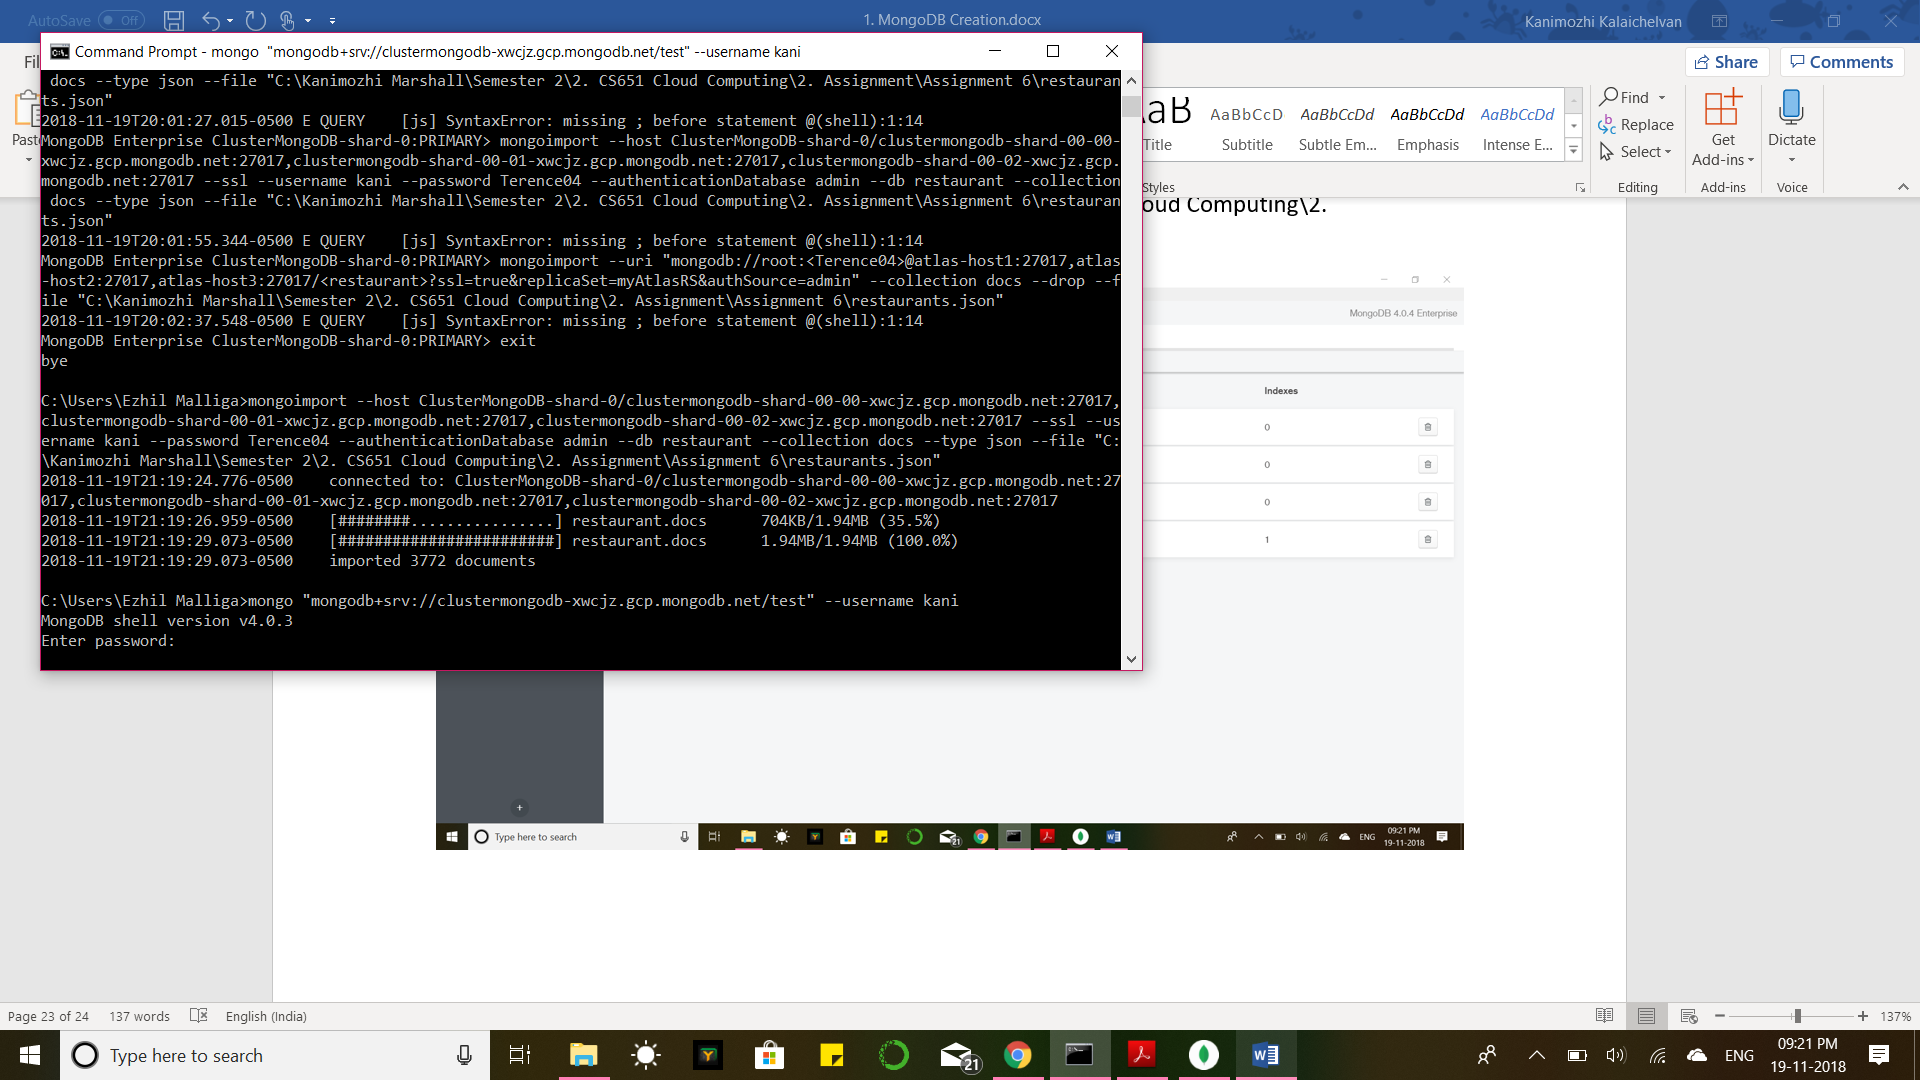 AutoSave Off
1. MongoDB Creation.docx
Kanimozhi Kalaichelvan
Command Prompt - mongo "mongodb+srv://clustermongodb-xwcjz.gcp.mongodb.net/test" --username kani
docs --type json --file "C:\Kanimozhi Marshall\Semester 2\2. CS651 Cloud Computing\2. Assignment\Assignment 6\restauran
ts.json"
2018-11-19T20:01:27.015-0500 E QUERY    [js] SyntaxError: missing ; before statement @(shell):1:14
MongoDB Enterprise ClusterMongoDB-shard-0:PRIMARY> mongoimport --host ClusterMongoDB-shard-0/clustermongodb-shard-00-00-
xwcjz.gcp.mongodb.net:27017,clustermongodb-shard-00-01-xwcjz.gcp.mongodb.net:27017,clustermongodb-shard-00-02-xwcjz.gcp.
mongodb.net:27017 --ssl --username kani --password Terence04 --authenticationDatabase admin --db restaurant --collection
docs --type json --file "C:\Kanimozhi Marshall\Semester 2\2. CS651 Cloud Computing\2. Assignment\Assignment 6\restauran
ts.json"
2018-11-19T20:01:55.344-0500 E QUERY    [js] SyntaxError: missing ; before statement @(shell):1:14
MongoDB Enterprise ClusterMongoDB-shard-0:PRIMARY> mongoimport --uri "mongodb://root:<Terence04>@atlas-host1:27017,atlas
-host2:27017,atlas-host3:27017/<restaurant>?ssl=true&replicaSet=myAtlasRS&authSource=admin" --collection docs --drop --f
ile "C:\Kanimozhi Marshall\Semester 2\2. CS651 Cloud Computing\2. Assignment\Assignment 6\restaurants.json"
2018-11-19T20:02:37.548-0500 E QUERY    [js] SyntaxError: missing ; before statement @(shell):1:14
MongoDB Enterprise ClusterMongoDB-shard-0:PRIMARY> exit
bye
C:\Users\Ezhil Malliga>mongoimport --host ClusterMongoDB-shard-0/clustermongodb-shard-00-00-xwcjz.gcp.mongodb.net:27017,
clustermongodb-shard-00-01-xwcjz.gcp.mongodb.net:27017,clustermongodb-shard-00-02-xwcjz.gcp.mongodb.net:27017 --ssl --us
ername kani --password Terence04 --authenticationDatabase admin --db restaurant --collection docs --type json --file "C:
\Kanimozhi Marshall\Semester 2\2. CS651 Cloud Computing\2. Assignment\Assignment 6\restaurants.json"
2018-11-19T21:19:24.776-0500    connected to: ClusterMongoDB-shard-0/clustermongodb-shard-00-00-xwcjz.gcp.mongodb.net:27
017,clustermongodb-shard-00-01-xwcjz.gcp.mongodb.net:27017,clustermongodb-shard-00-02-xwcjz.gcp.mongodb.net:27017
2018-11-19T21:19:26.959-0500    [########................] restaurant.docs      704KB/1.94MB (35.5%)
2018-11-19T21:19:29.073-0500    [########################] restaurant.docs      1.94MB/1.94MB (100.0%)
2018-11-19T21:19:29.073-0500    imported 3772 documents
C:\Users\Ezhil Malliga>mongo "mongodb+srv://clustermongodb-xwcjz.gcp.mongodb.net/test" --username kani
MongoDB shell version v4.0.3
Enter password:
Fi
Paste
Share
Comments
AaB AaBbCcD AaBbCcDd AaBbCcDd AaBbCcDd
Title Subtitle Subtle Em... Emphasis Intense E...
Styles
Find
Replace
Select
Editing
Get
Add-ins
Add-ins
Dictate
Voice
oud Computing\2.
MongoDB 4.0.4 Enterprise
Indexes
0
0
0
1
Type here to search
21
ENG
09:21 PM
19-11-2018
Page 23 of 24
137 words
English (India)
137%
Type here to search
21
ENG
09:21 PM
19-11-2018